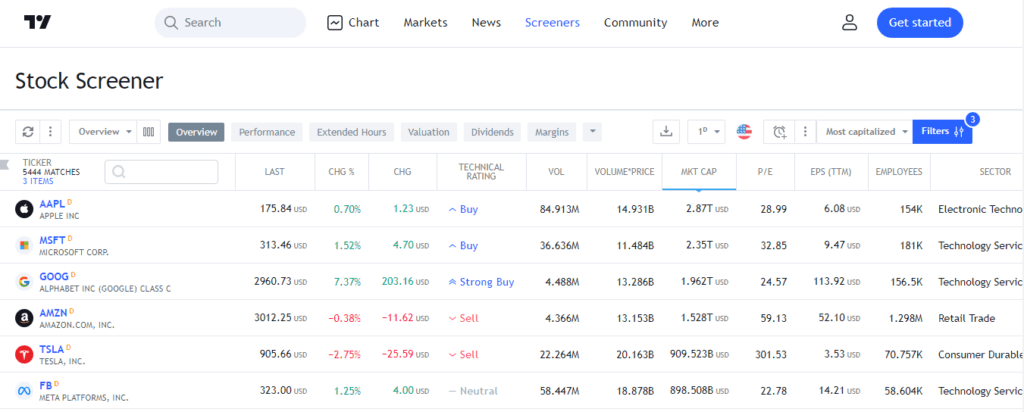 Search Chart Markets News Screeners Community More Get started
Stock Screener
Overview Overview Performance Extended Hours Valuation Dividends Margins 1D Most capitalized Filters 3
TICKER
5444 MATCHES
3 ITEMS
LAST CHG % CHG TECHNICAL RATING VOL VOLUME*PRICE MKT CAP P/E EPS (TTM) EMPLOYEES SECTOR
AAPL D 175.84 USD 0.70% 1.23 USD Buy 84.913M 14.931B 2.87T USD 28.99 6.08 USD 154K Electronic Techno
APPLE INC
MSFT D 313.46 USD 1.52% 4.70 USD Buy 36.636M 11.484B 2.35T USD 32.85 9.47 USD 181K Technology Servic
MICROSOFT CORP.
GOOG D 2960.73 USD 7.37% 203.16 USD Strong Buy 4.488M 13.286B 1.962T USD 24.57 113.92 USD 156.5K Technology Servic
ALPHABET INC (GOOGLE) CLASS C
AMZN D 3012.25 USD −0.38% −11.62 USD Sell 4.366M 13.153B 1.528T USD 59.13 52.10 USD 1.298M Retail Trade
AMAZON.COM, INC.
TSLA D 905.66 USD −2.75% −25.59 USD Sell 22.264M 20.163B 909.523B USD 301.53 3.53 USD 70.757K Consumer Durable
TESLA, INC.
FB D 323.00 USD 1.25% 4.00 USD Neutral 58.447M 18.878B 898.508B USD 22.78 14.21 USD 58.604K Technology Servic
META PLATFORMS, INC.